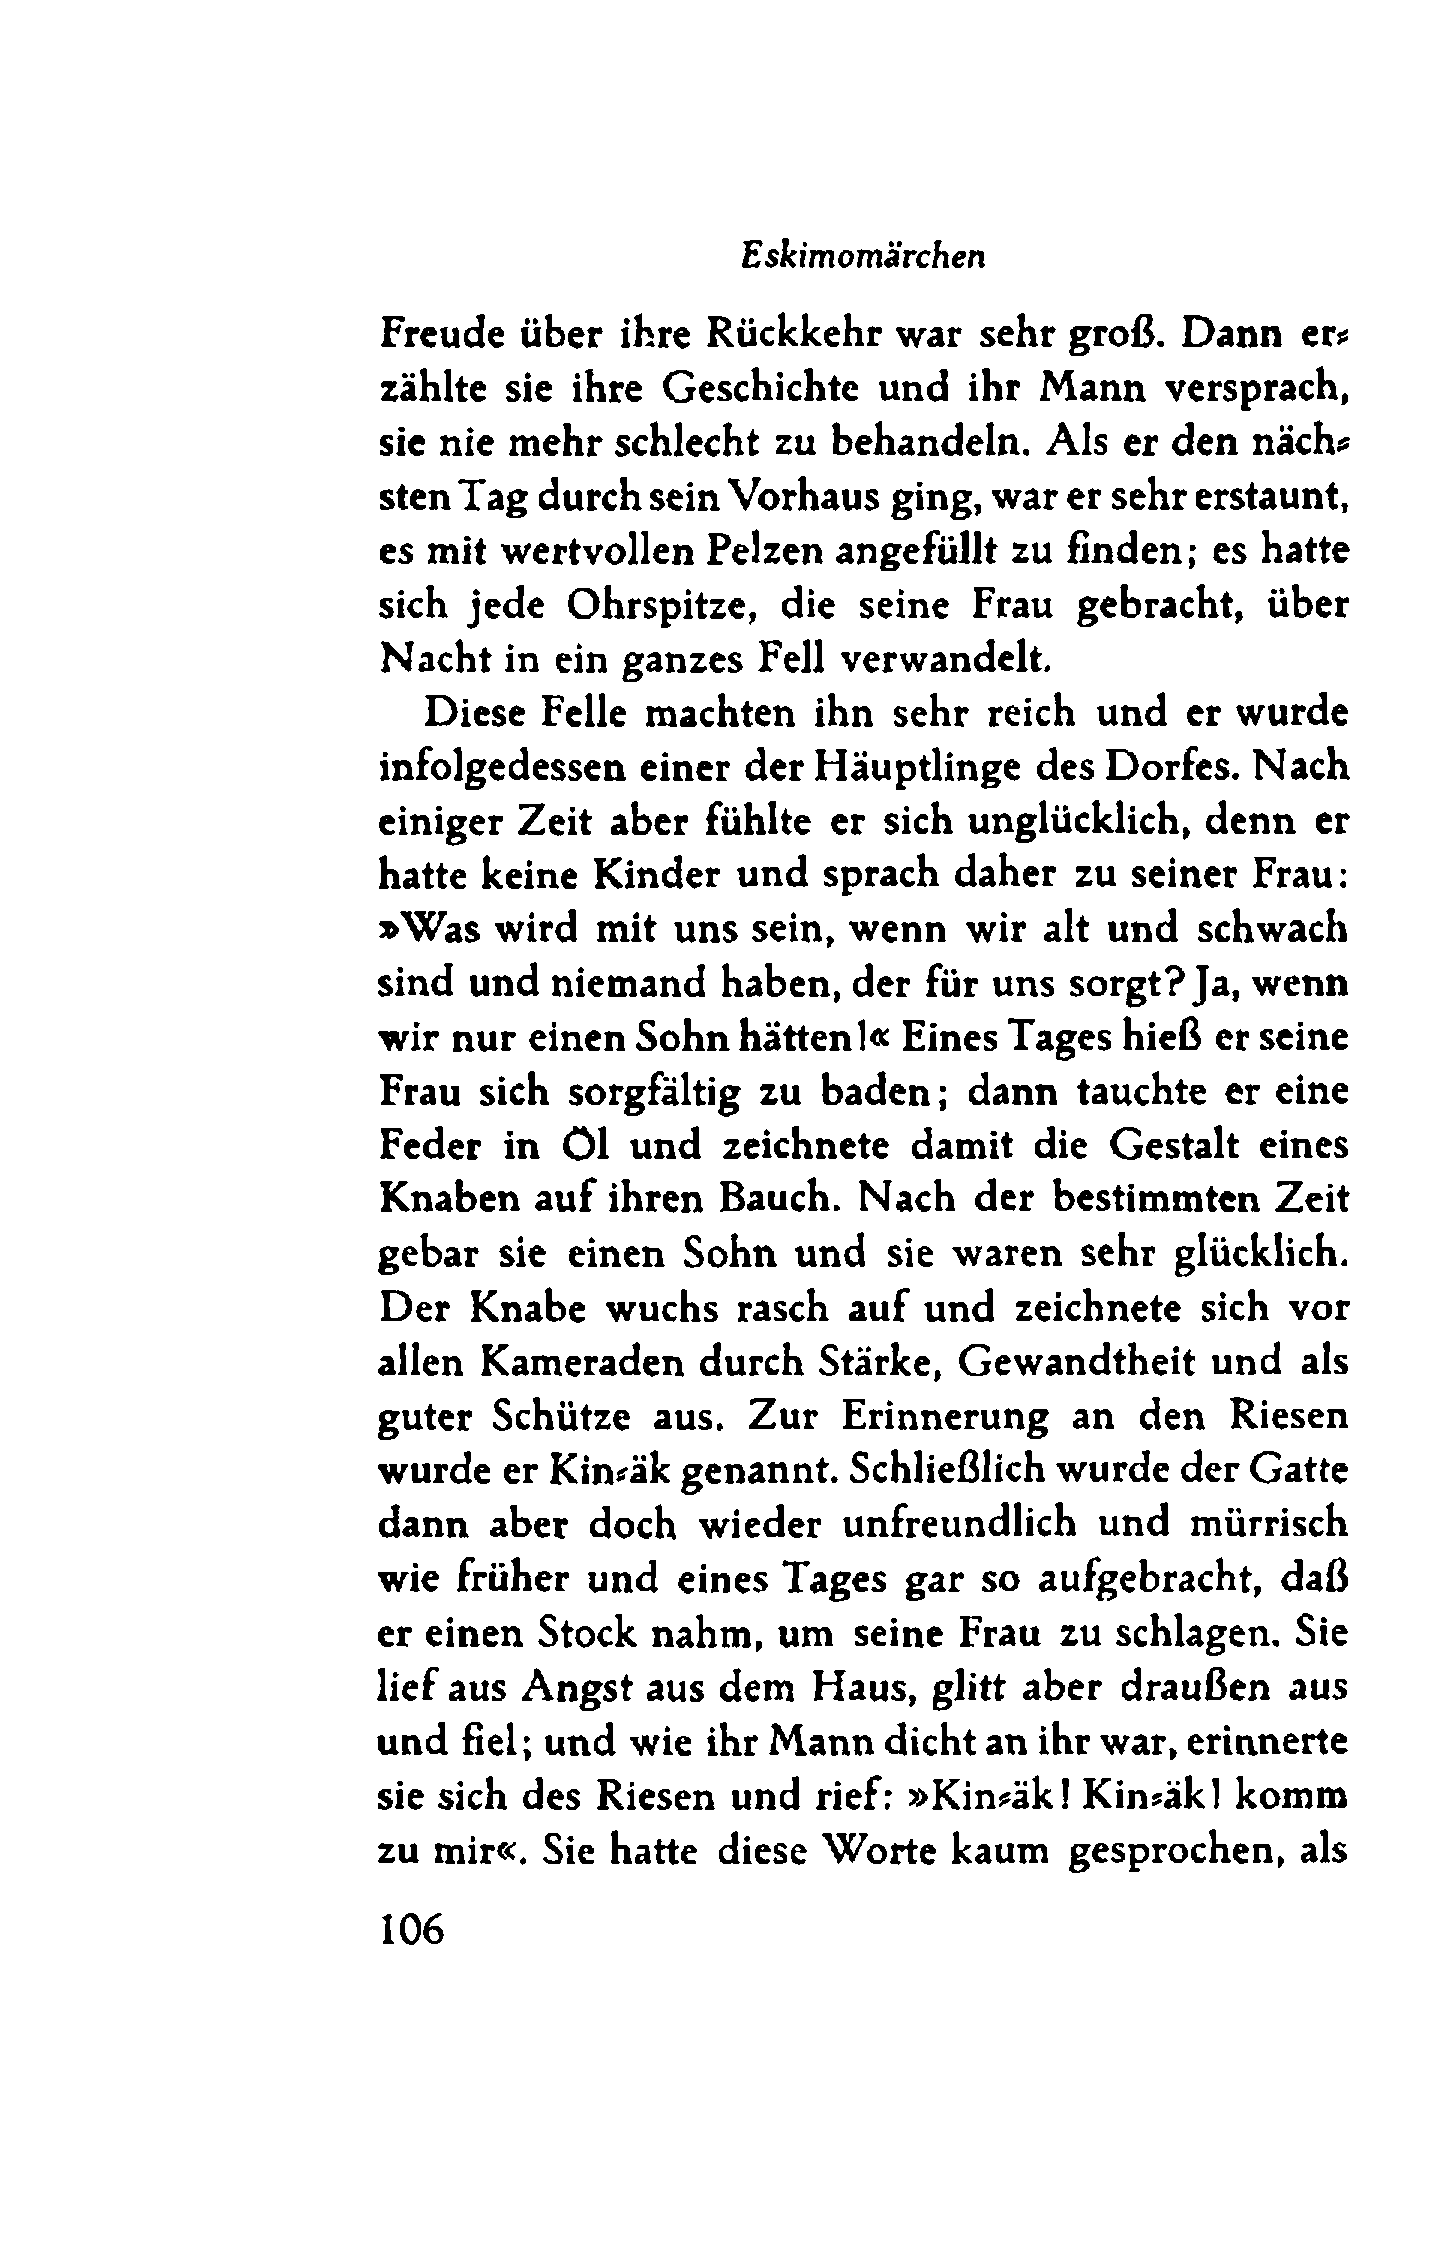 Eskimomärchen
Freude über ihre Rückkehr war sehr groß. Dann er-
zählte sie ihre Geschichte und ihr Mann versprach,
sie nie mehr schlecht zu behandeln. Als er den näch-
sten Tag durch sein Vorhaus ging, war er sehr erstaunt,
es mit wertvollen Pelzen angefüllt zu finden; es hatte
sich jede Ohrspitze, die seine Frau gebracht, über
Nacht in ein ganzes Fell verwandelt.
Diese Felle machten ihn sehr reich und er wurde
infolgedessen einer der Häuptlinge des Dorfes. Nach
einiger Zeit aber fühlte er sich unglücklich, denn er
hatte keine Kinder und sprach daher zu seiner Frau:
»Was wird mit uns sein, wenn wir alt und schwach
sind und niemand haben, der für uns sorgt? Ja, wenn
wir nur einen Sohn hätten!« Eines Tages hieß er seine
Frau sich sorgfältig zu baden; dann tauchte er eine
Feder in Öl und zeichnete damit die Gestalt eines
Knaben auf ihren Bauch. Nach der bestimmten Zeit
gebar sie einen Sohn und sie waren sehr glücklich.
Der Knabe wuchs rasch auf und zeichnete sich vor
allen Kameraden durch Stärke, Gewandtheit und als
guter Schütze aus. Zur Erinnerung an den Riesen
wurde er Kin-äk genannt. Schließlich wurde der Gatte
dann aber doch wieder unfreundlich und mürrisch
wie früher und eines Tages gar so aufgebracht, daß
er einen Stock nahm, um seine Frau zu schlagen. Sie
lief aus Angst aus dem Haus, glitt aber draußen aus
und fiel; und wie ihr Mann dicht an ihr war, erinnerte
sie sich des Riesen und rief: »Kin-äk! Kin-äk! komm
zu mir«. Sie hatte diese Worte kaum gesprochen, als
106